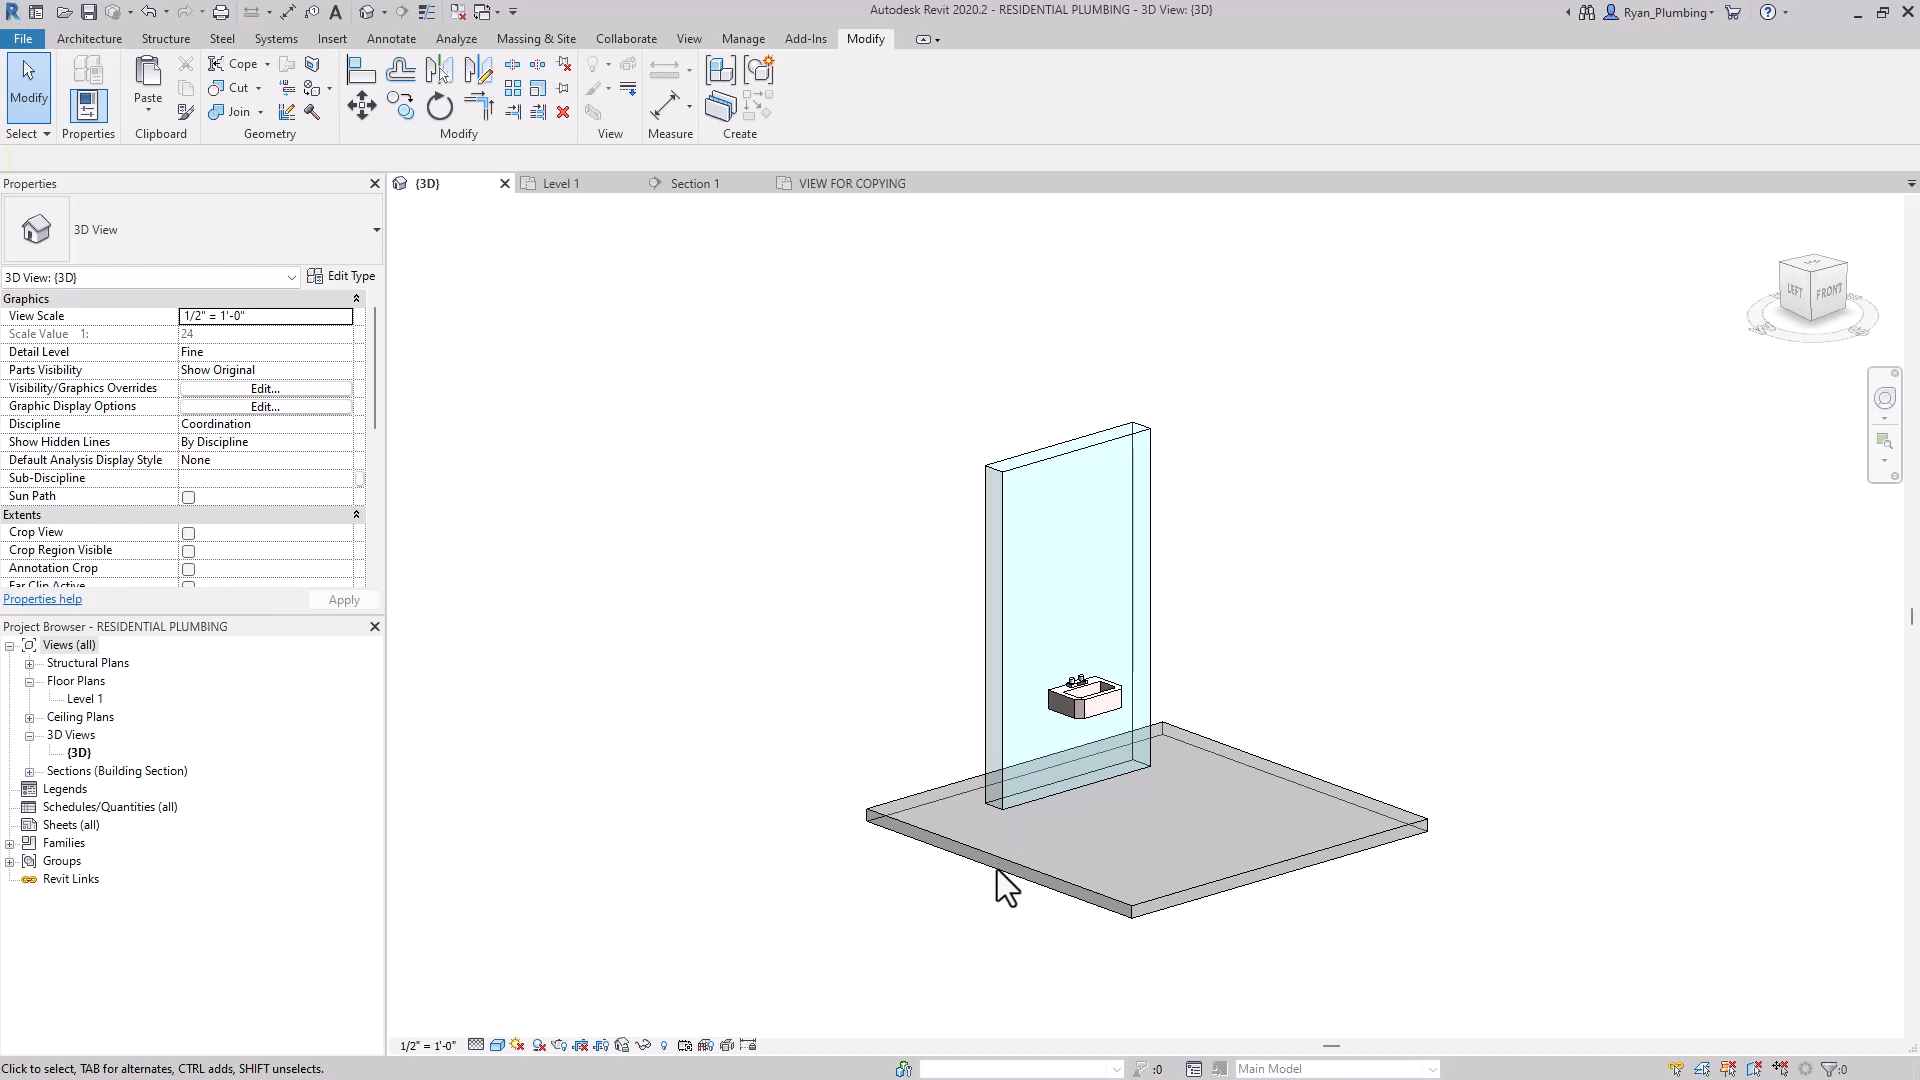 Autodesk Revit 2020.2 - RESIDENTIAL PLUMBING - 3D View: {3D}
Ryan_Plumbing
File Architecture Structure Steel Systems Insert Annotate Analyze Massing & Site Collaborate View Manage Add-Ins Modify
Modify
Paste
Cope
Cut
Join
Select Properties Clipboard Geometry Modify View Measure Create
Properties
{3D} Level 1 Section 1 VIEW FOR COPYING
3D View
3D View: {3D} Edit Type
Graphics
View Scale 1/2" = 1'-0"
Scale Value 1: 24
Detail Level Fine
Parts Visibility Show Original
Visibility/Graphics Overrides Edit...
Graphic Display Options Edit...
Discipline Coordination
Show Hidden Lines By Discipline
Default Analysis Display Style None
Sub-Discipline
Sun Path
Extents
Crop View
Crop Region Visible
Annotation Crop
Far Clip Active
Properties help Apply
Project Browser - RESIDENTIAL PLUMBING
Views (all)
Structural Plans
Floor Plans
Level 1
Ceiling Plans
3D Views
{3D}
Sections (Building Section)
Legends
Schedules/Quantities (all)
Sheets (all)
Families
Groups
Revit Links
LEFT FRONT
1/2" = 1'-0"
Click to select, TAB for alternates, CTRL adds, SHIFT unselects.
:0
Main Model
:0